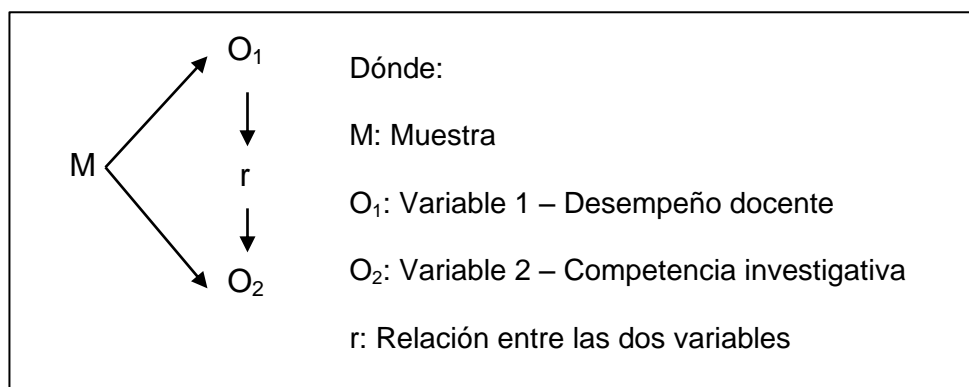 O₁
M
r
O₂
Dónde:
M: Muestra
O₁: Variable 1 – Desempeño docente
O₂: Variable 2 – Competencia investigativa
r: Relación entre las dos variables